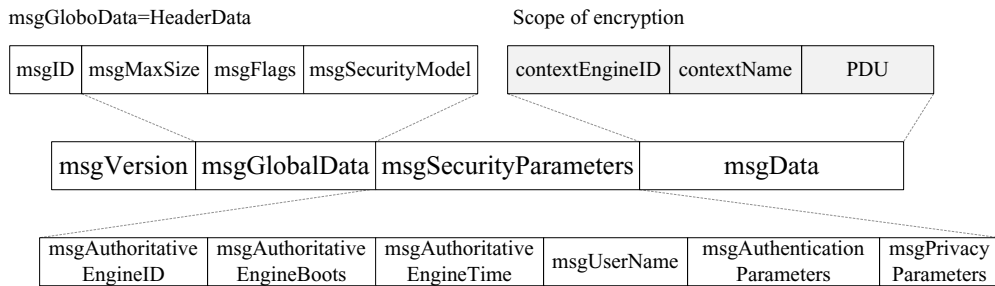 msgGloboData=HeaderData
Scope of encryption
msgID msgMaxSize msgFlags msgSecurityModel
contextEngineID contextName PDU
msgVersion msgGlobalData msgSecurityParameters msgData
msgAuthoritative EngineID
msgAuthoritative EngineBoots
msgAuthoritative EngineTime
msgUserName
msgAuthentication Parameters
msgPrivacy Parameters